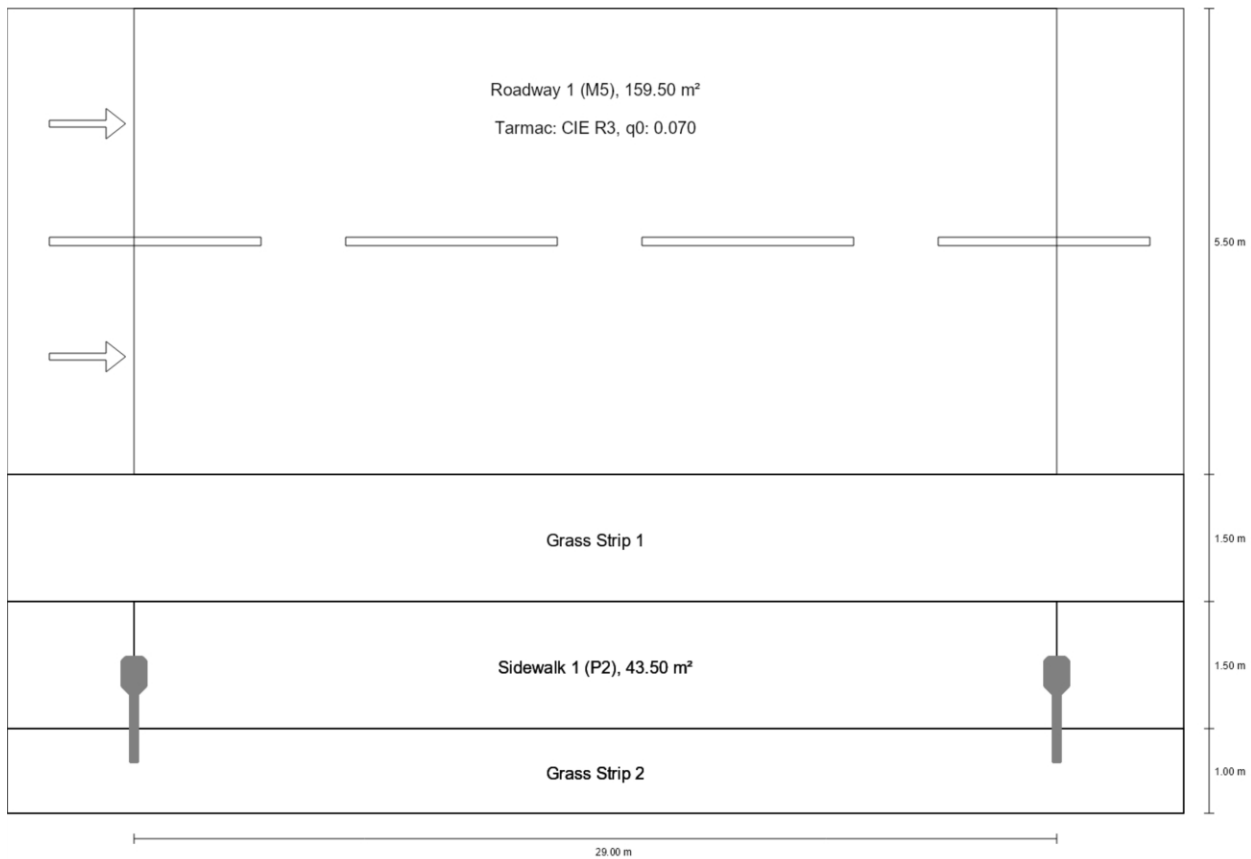 Roadway 1 (M5), 159.50 m²
Tarmac: CIE R3, q0: 0.070
5.50 m
Grass Strip 1
1.50 m
Sidewalk 1 (P2), 43.50 m²
1.50 m
Grass Strip 2
1.00 m
29.00 m